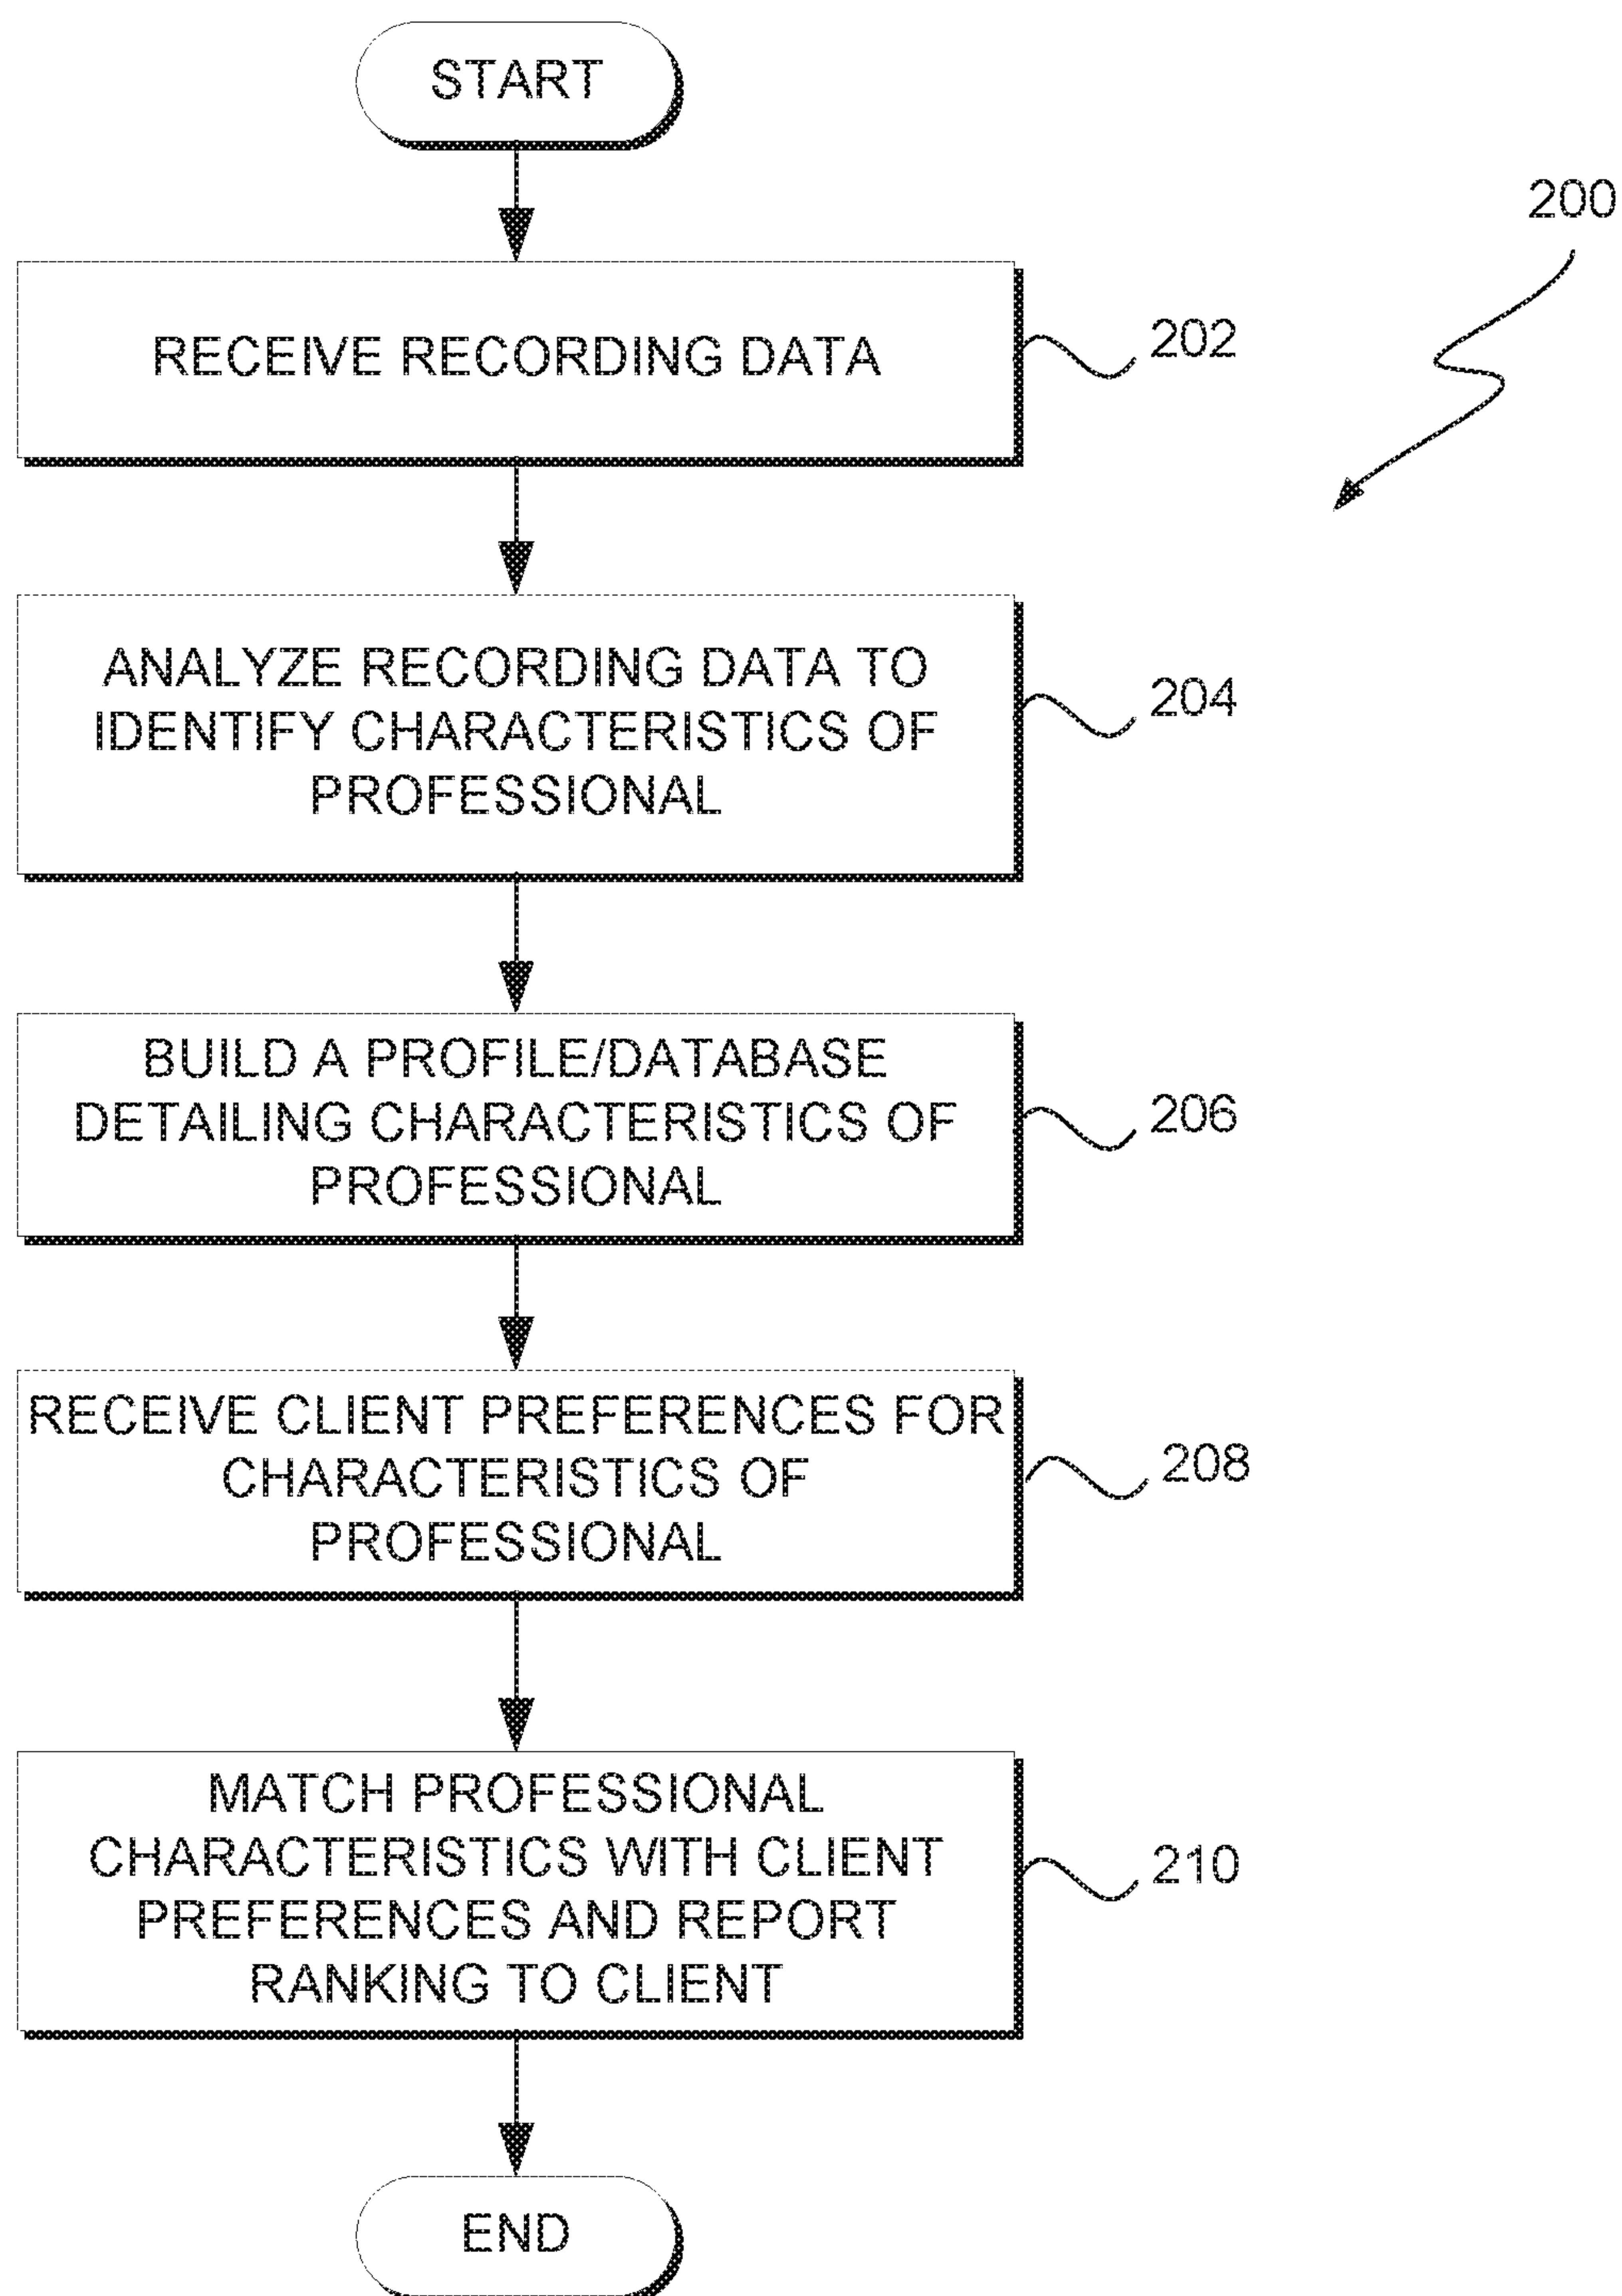 START
200
RECEIVE RECORDING DATA
202
ANALYZE RECORDING DATA TO
IDENTIFY CHARACTERISTICS OF
PROFESSIONAL
204
BUILD A PROFILE/DATABASE
DETAILING CHARACTERISTICS OF
PROFESSIONAL
206
RECEIVE CLIENT PREFERENCES FOR
CHARACTERISTICS OF
PROFESSIONAL
208
MATCH PROFESSIONAL
CHARACTERISTICS WITH CLIENT
PREFERENCES AND REPORT
RANKING TO CLIENT
210
END